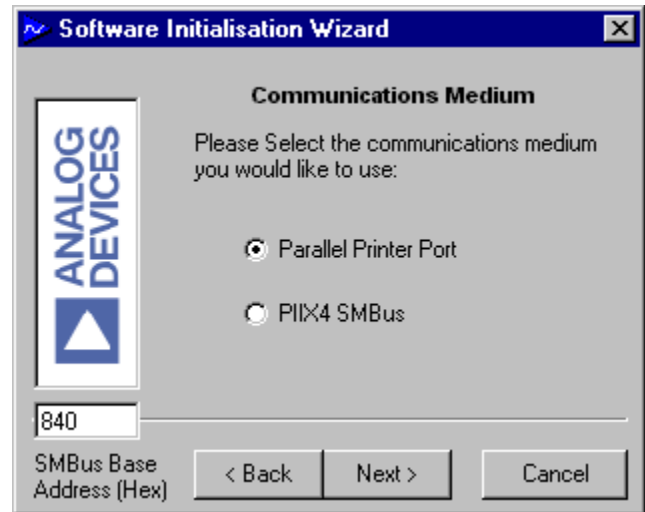 Software Initialisation Wizard
ANALOG
DEVICES
Communications Medium
Please Select the communications medium
you would like to use:
Parallel Printer Port
PIIX4 SMBus
840
SMBus Base
Address (Hex)
< Back
Next >
Cancel